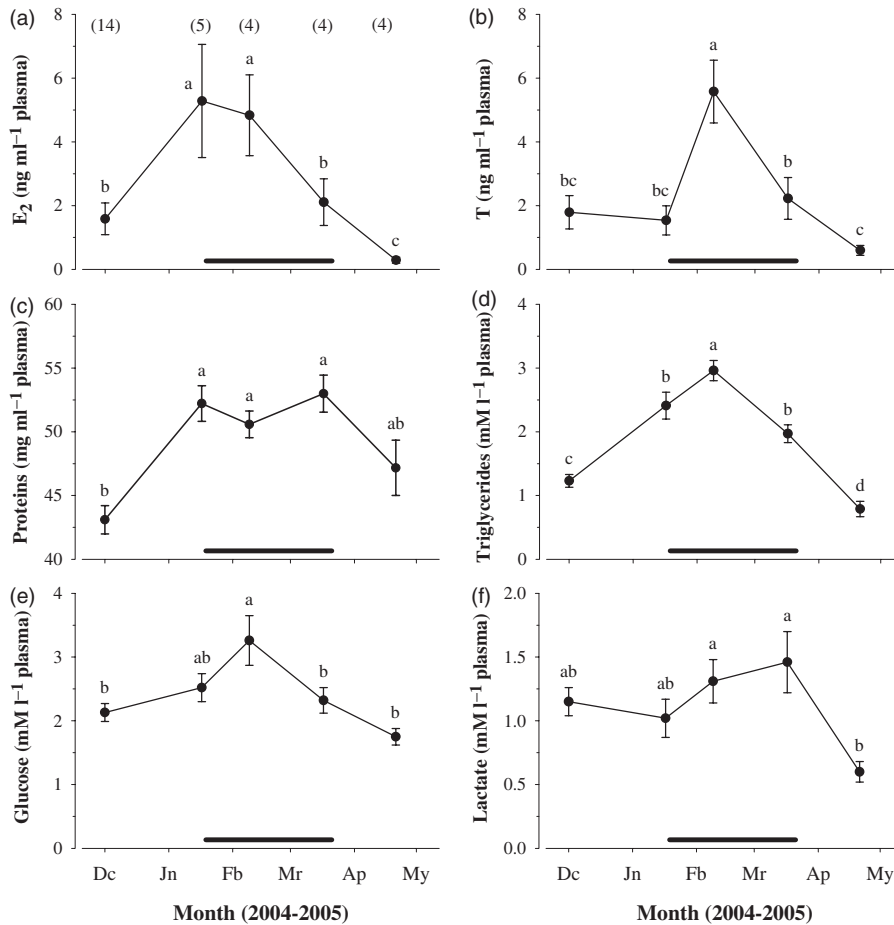 (a)
(14) (5) (4) (4) (4)
8
6
4
2
0
E₂ (ng ml⁻¹ plasma)
b a a b c
(b)
8
6
4
2
0
T (ng ml⁻¹ plasma)
bc bc a b c
(c)
60
55
50
45
40
Proteins (mg ml⁻¹ plasma)
b a a a ab
(d)
4
3
2
1
0
Triglycerides (mM l⁻¹ plasma)
c b a b d
(e)
4
3
2
1
0
Glucose (mM l⁻¹ plasma)
b ab a b b
Dc Jn Fb Mr Ap My
Month (2004-2005)
(f)
2.0
1.5
1.0
0.5
0.0
Lactate (mM l⁻¹ plasma)
ab ab a a b
Dc Jn Fb Mr Ap My
Month (2004-2005)